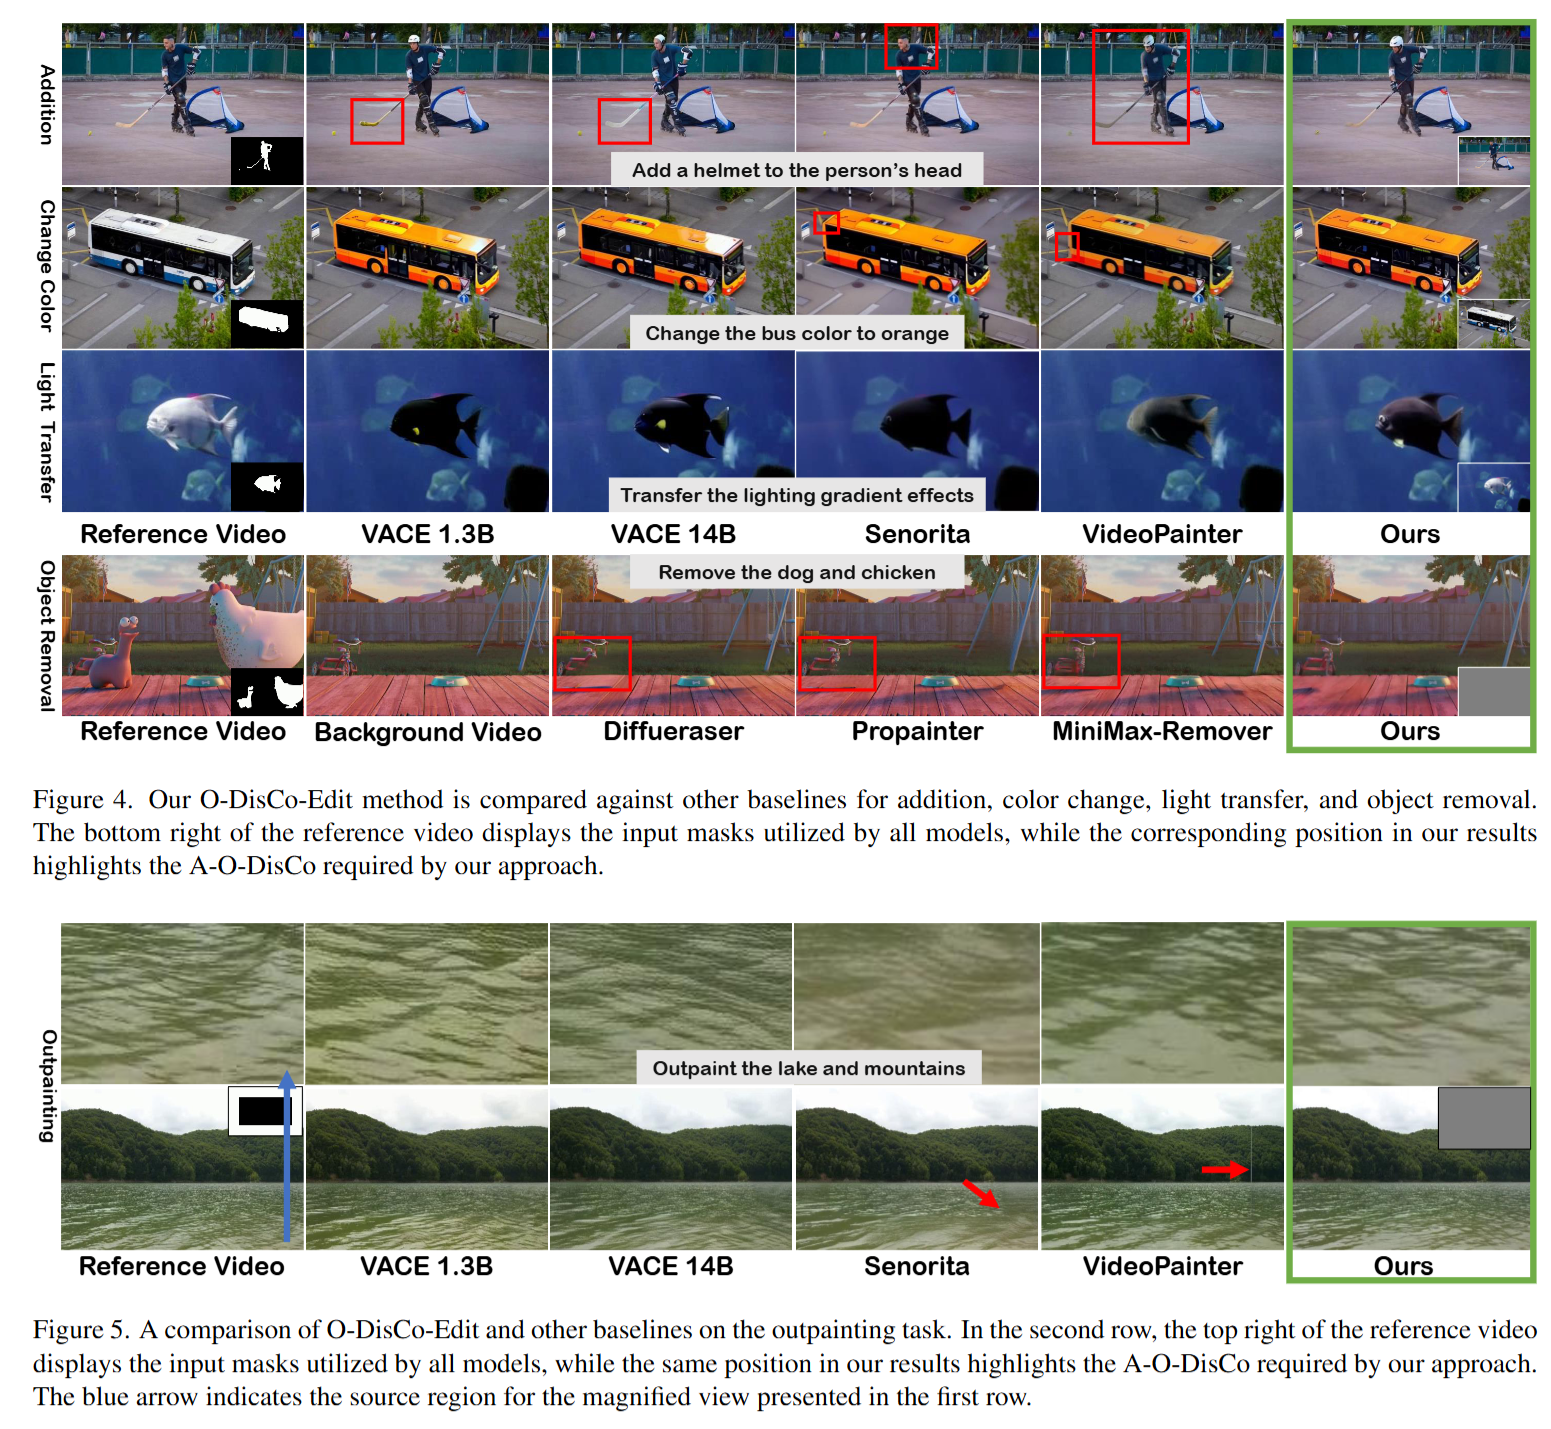 Addition
Add a helmet to the person's head
Change Color
Change the bus color to orange
Light Transfer
Transfer the lighting gradient effects
Reference Video VACE 1.3B VACE 14B Senorita VideoPainter Ours
Object Removal
Remove the dog and chicken
Reference Video Background Video Diffueraser Propainter MiniMax-Remover Ours
Figure 4. Our O-DisCo-Edit method is compared against other baselines for addition, color change, light transfer, and object removal.
The bottom right of the reference video displays the input masks utilized by all models, while the corresponding position in our results
highlights the A-O-DisCo required by our approach.
Outpainting
Outpaint the lake and mountains
Reference Video VACE 1.3B VACE 14B Senorita VideoPainter Ours
Figure 5. A comparison of O-DisCo-Edit and other baselines on the outpainting task. In the second row, the top right of the reference video
displays the input masks utilized by all models, while the same position in our results highlights the A-O-DisCo required by our approach.
The blue arrow indicates the source region for the magnified view presented in the first row.